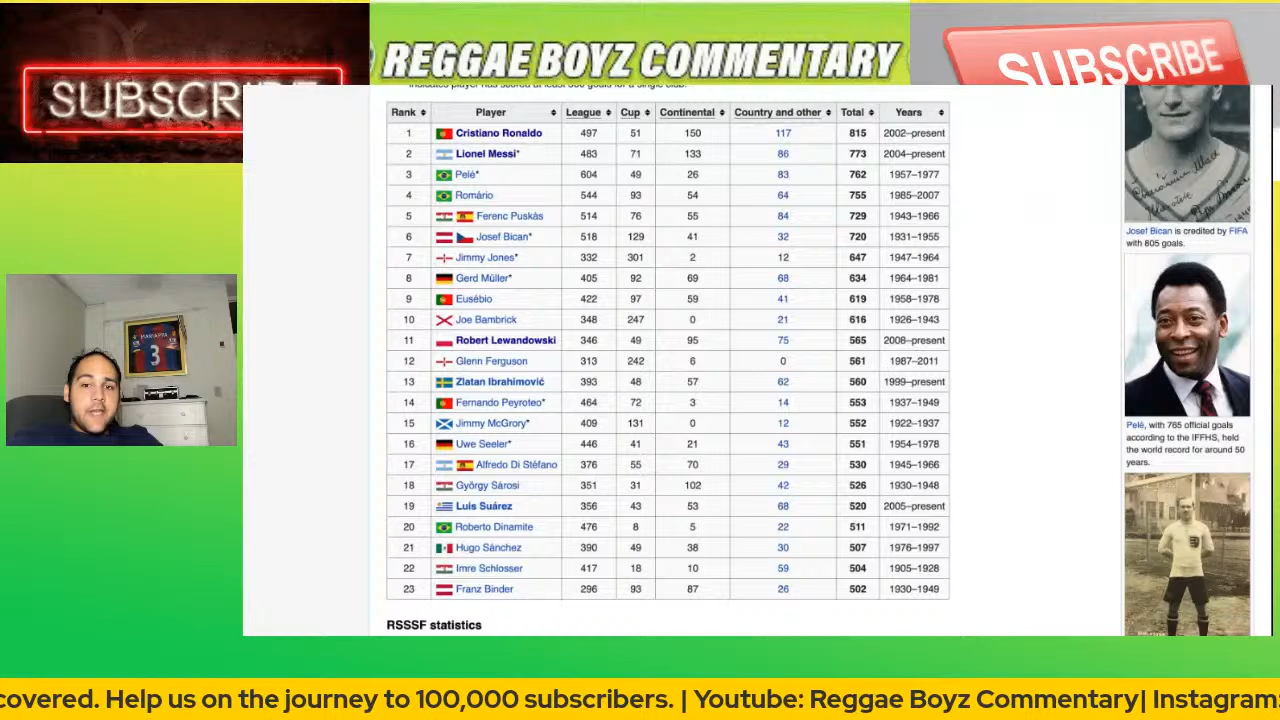 SUBSCR
REGGAE BOYZ COMMENTARY
SUBSCRIBE
Rank Player League Cup Continental Country and other Total Years
1 Cristiano Ronaldo 497 51 150 117 815 2002–present
2 Lionel Messi* 483 71 133 86 773 2004–present
3 Pelé* 604 49 26 83 762 1957–1977
4 Romário 544 93 54 64 755 1985–2007
5 Ferenc Puskás 514 76 55 84 729 1943–1966
6 Josef Bican* 518 129 41 32 720 1931–1955
7 Jimmy Jones* 332 301 2 12 647 1947–1964
8 Gerd Müller* 405 92 69 68 634 1964–1981
9 Eusébio 422 97 59 41 619 1958–1978
10 Joe Bambrick 348 247 0 21 616 1926–1943
11 Robert Lewandowski 346 49 95 75 565 2008–present
12 Glenn Ferguson 313 242 6 0 561 1987–2011
13 Zlatan Ibrahimović 393 48 57 62 560 1999–present
14 Fernando Peyroteo* 464 72 3 14 553 1937–1949
15 Jimmy McGrory* 409 131 0 12 552 1922–1937
16 Uwe Seeler* 446 41 21 43 551 1954–1978
17 Alfredo Di Stéfano 376 55 70 29 530 1945–1966
18 György Sárosi 351 31 102 42 526 1930–1948
19 Luis Suárez 356 43 53 68 520 2005–present
20 Roberto Dinamite 476 8 5 22 511 1971–1992
21 Hugo Sánchez 390 49 38 30 507 1976–1997
22 Imre Schlosser 417 18 10 59 504 1905–1928
23 Franz Binder 296 93 87 26 502 1930–1949
RSSSF statistics
Josef Bican is credited by FIFA
with 805 goals.
Pelé, with 765 official goals
according to the IFFHS, held
the world record for around 50
years.
3
covered. Help us on the journey to 100,000 subscribers. | Youtube: Reggae Boyz Commentary| Instagram: